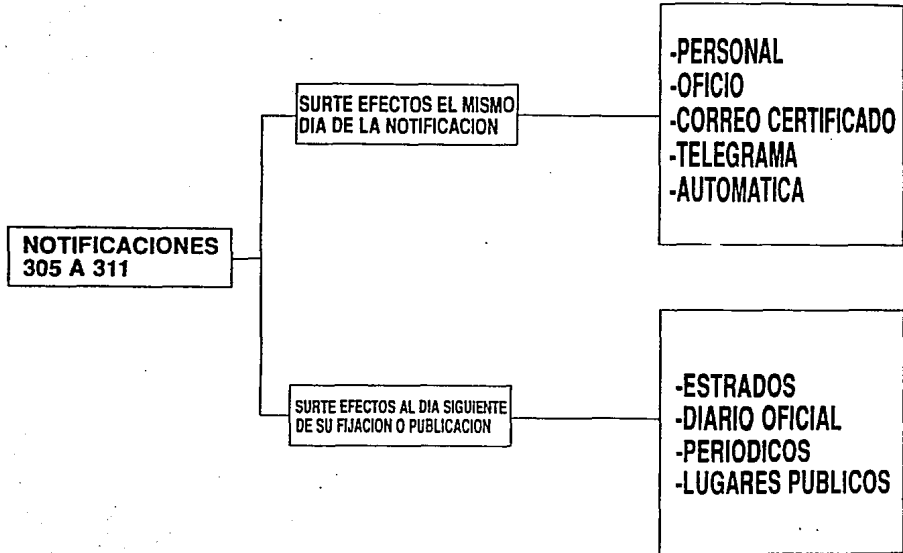 NOTIFICACIONES
305 A 311
SURTE EFECTOS EL MISMO
DIA DE LA NOTIFICACION
-PERSONAL
-OFICIO
-CORREO CERTIFICADO
-TELEGRAMA
-AUTOMATICA
SURTE EFECTOS AL DIA SIGUIENTE
DE SU FIJACION O PUBLICACION
-ESTRADOS
-DIARIO OFICIAL
-PERIODICOS
-LUGARES PUBLICOS